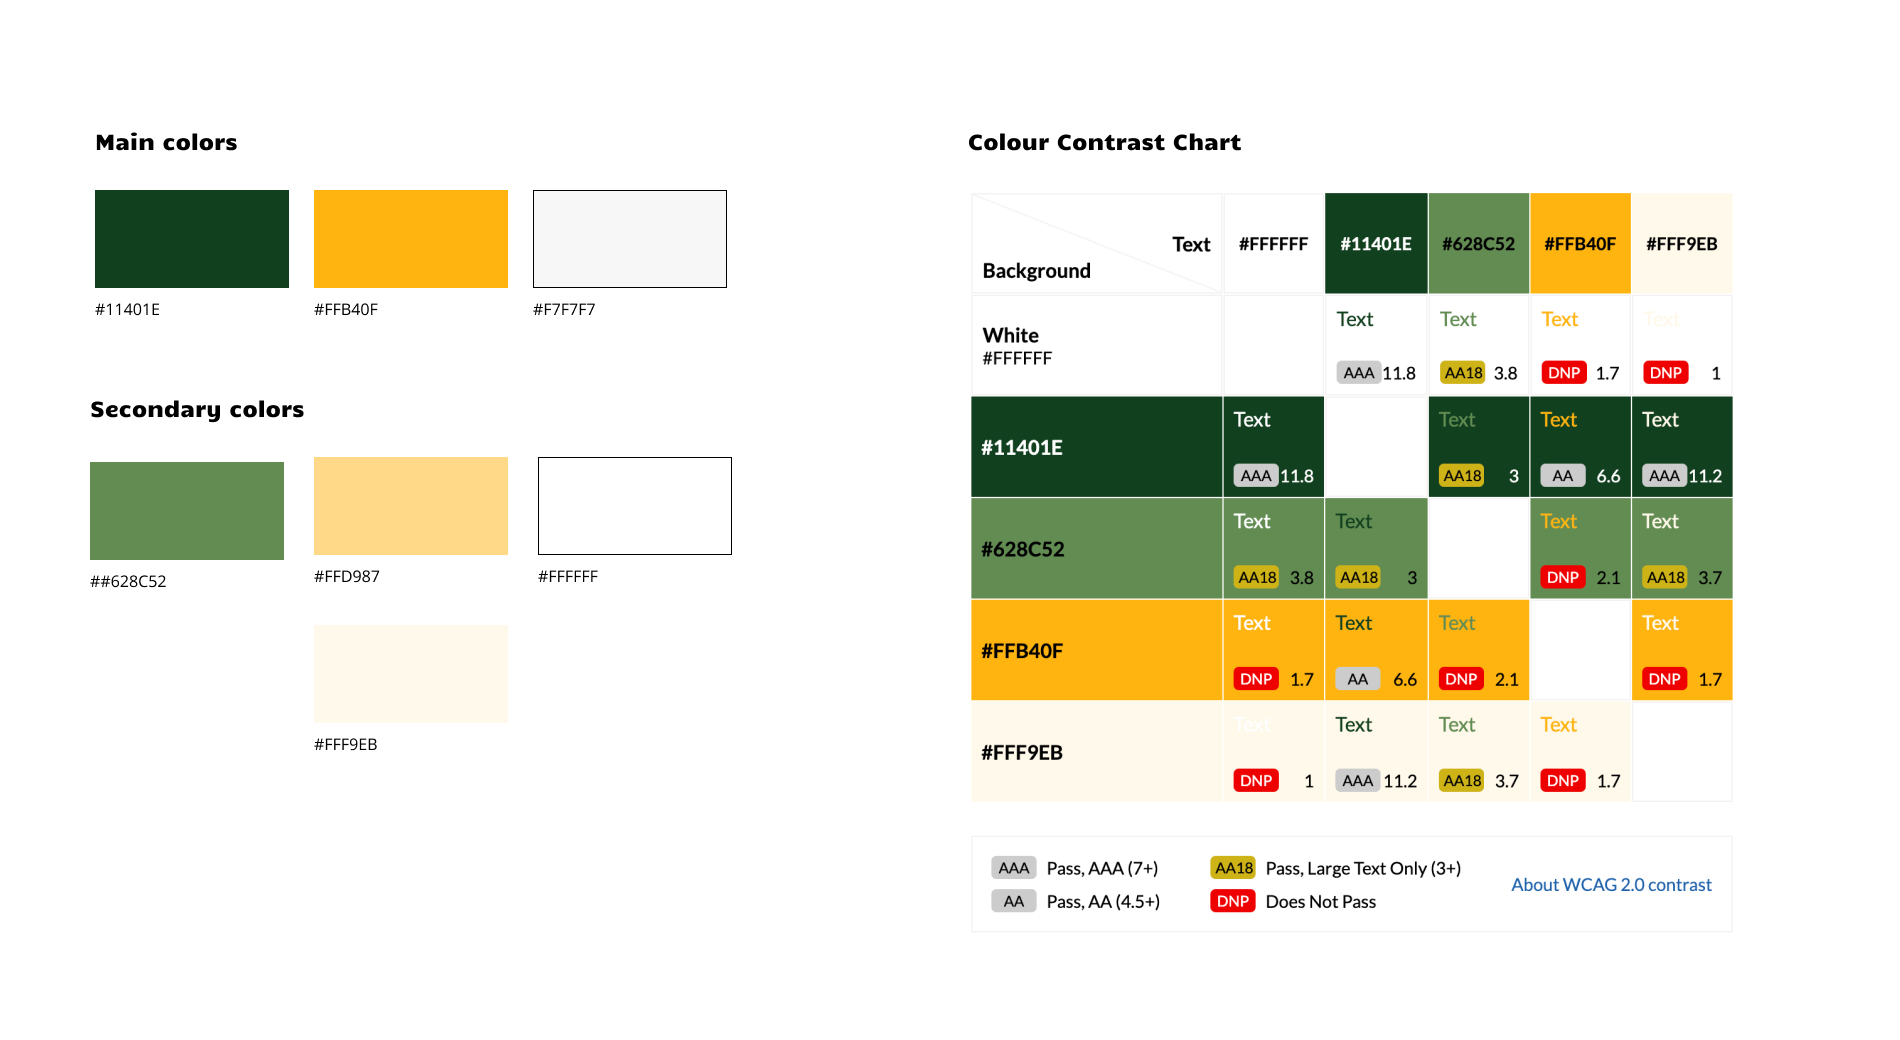 Main colors
#11401E
#FFB40F
#F7F7F7
Secondary colors
##628C52
#FFD987
#FFFFFF
#FFF9EB
Colour Contrast Chart
Text
Background
#FFFFFF
#11401E
#628C52
#FFB40F
#FFF9EB
White
#FFFFFF
Text
AAA 11.8
Text
AA18 3.8
Text
DNP 1.7
Text
DNP 1
#11401E
Text
AAA 11.8
Text
AA18 3
Text
AA 6.6
Text
AAA 11.2
#628C52
Text
AA18 3.8
Text
AA18 3
Text
DNP 2.1
Text
AA18 3.7
#FFB40F
Text
DNP 1.7
Text
AA 6.6
Text
DNP 2.1
Text
DNP 1.7
#FFF9EB
Text
DNP 1
Text
AAA 11.2
Text
AA18 3.7
Text
DNP 1.7
AAA Pass, AAA (7+)
AA Pass, AA (4.5+)
AA18 Pass, Large Text Only (3+)
DNP Does Not Pass
About WCAG 2.0 contrast